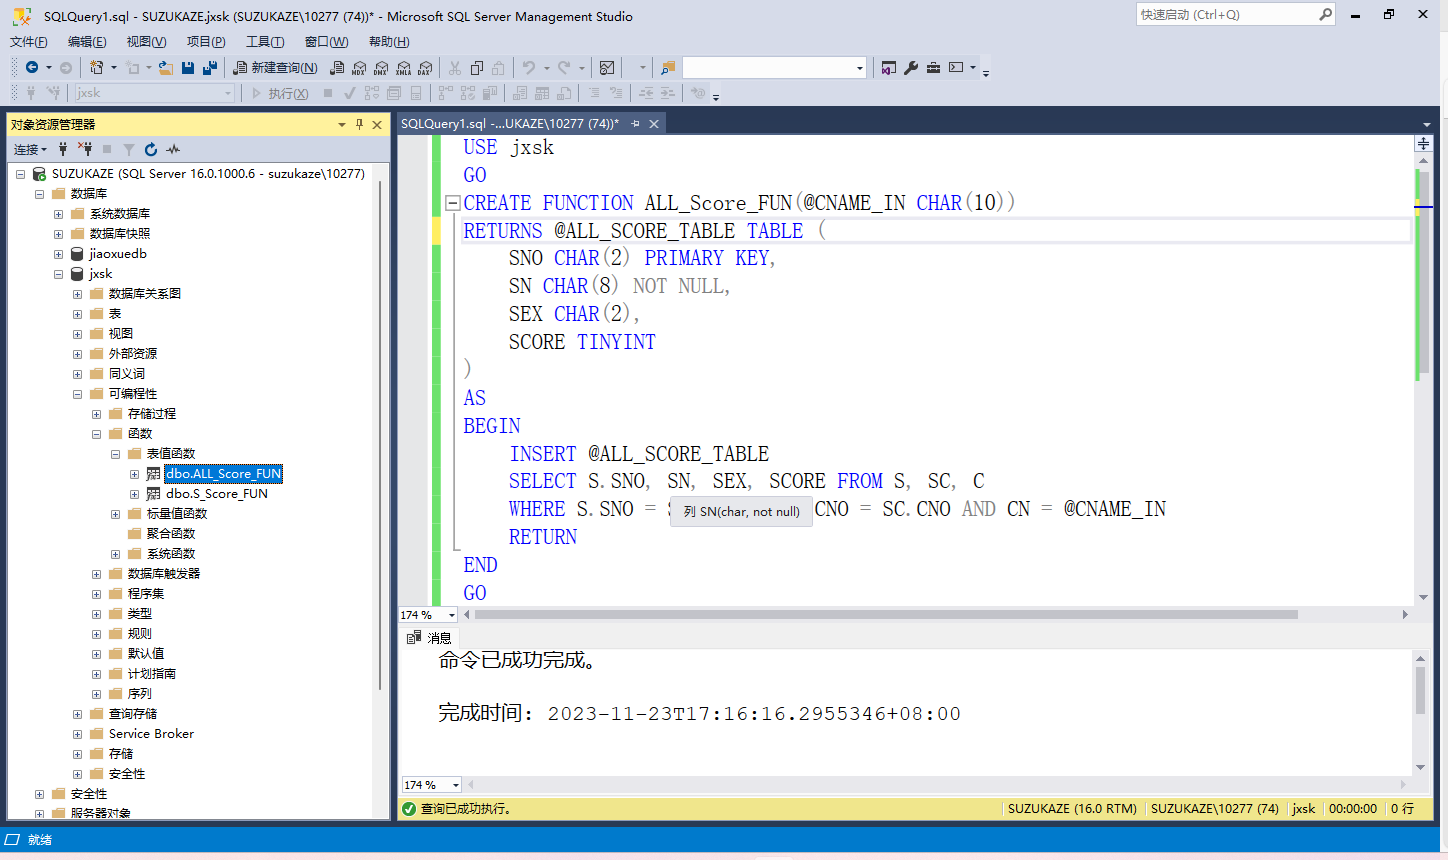 SQLQuery1.sql - SUZUKAZE.jxsk (SUZUKAZE\10277 (74))* - Microsoft SQL Server Management Studio
快速启动 (Ctrl+Q)
文件(F) 编辑(E) 视图(V) 项目(P) 工具(T) 窗口(W) 帮助(H)
新建查询(N) MDX DMX XMLA DAX
jxsk 执行(X)
对象资源管理器
连接
SUZUKAZE (SQL Server 16.0.1000.6 - suzukaze\10277)
数据库
系统数据库
数据库快照
jiaoxuedb
jxsk
数据库关系图
表
视图
外部资源
同义词
可编程性
存储过程
函数
表值函数
dbo.ALL_Score_FUN
dbo.S_Score_FUN
标量值函数
聚合函数
系统函数
数据库触发器
程序集
类型
规则
默认值
计划指南
序列
查询存储
Service Broker
存储
安全性
安全性
服务器对象
SQLQuery1.sql -...UKAZE\10277 (74))*
USE jxsk
GO
CREATE FUNCTION ALL_Score_FUN(@CNAME_IN CHAR(10))
RETURNS @ALL_SCORE_TABLE TABLE (
SNO CHAR(2) PRIMARY KEY,
SN CHAR(8) NOT NULL,
SEX CHAR(2),
SCORE TINYINT
)
AS
BEGIN
INSERT @ALL_SCORE_TABLE
SELECT S.SNO, SN, SEX, SCORE FROM S, SC, C
WHERE S.SNO = CNO = SC.CNO AND CN = @CNAME_IN
列 SN(char, not null)
RETURN
END
GO
174 %
消息
命令已成功完成。
完成时间: 2023-11-23T17:16:16.2955346+08:00
174 %
查询已成功执行。 SUZUKAZE (16.0 RTM) SUZUKAZE\10277 (74) jxsk 00:00:00 0 行
就绪